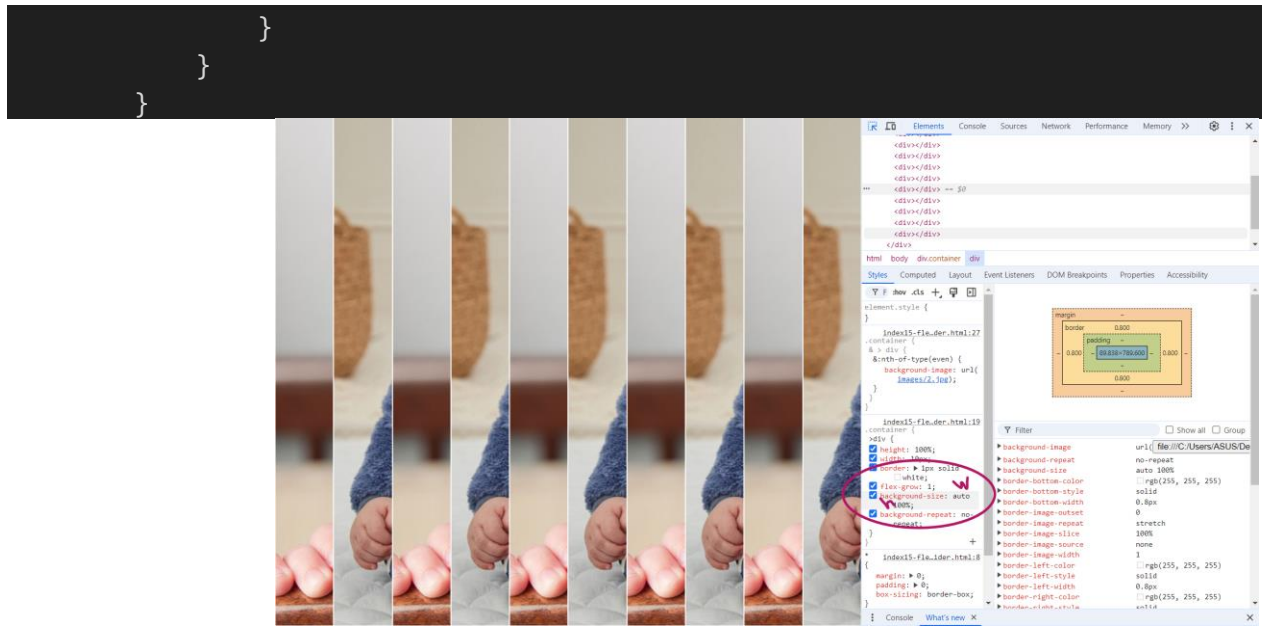 }
}
}
Elements Console Sources Network Performance Memory >>
<div></div>
<div></div>
<div></div>
<div></div>
... <div></div> == $0
<div></div>
<div></div>
<div></div>
<div></div>
</div>
html body div.container div
Styles Computed Layout Event Listeners DOM Breakpoints Properties Accessibility
:hov .cls +
element.style {
}
index15-fle…der.html:27
.container {
& > div {
&:nth-of-type(even) {
background-image: url(
images/2.jpg);
}
}
}
index15-fle…der.html:19
.container {
>div {
height: 100%;
width: 10px;
border: 1px solid
white;
flex-grow: 1;
w
background-size: auto
h
100%;
background-repeat: no-
repeat;
}
}
index15-fle…ider.html:8
* {
margin: 0;
padding: 0;
box-sizing: border-box;
}
margin -
border 0.800
padding -
- 0.800 - 89.838×789.600 - 0.800 -
-
0.800
-
Filter Show all Group
background-image url( file:///C:/Users/ASUS/De
background-repeat no-repeat
background-size auto 100%
border-bottom-color rgb(255, 255, 255)
border-bottom-style solid
border-bottom-width 0.8px
border-image-outset 0
border-image-repeat stretch
border-image-slice 100%
border-image-source none
border-image-width 1
border-left-color rgb(255, 255, 255)
border-left-style solid
border-left-width 0.8px
border-right-color rgb(255, 255, 255)
border-right-style solid
Console What's new ×